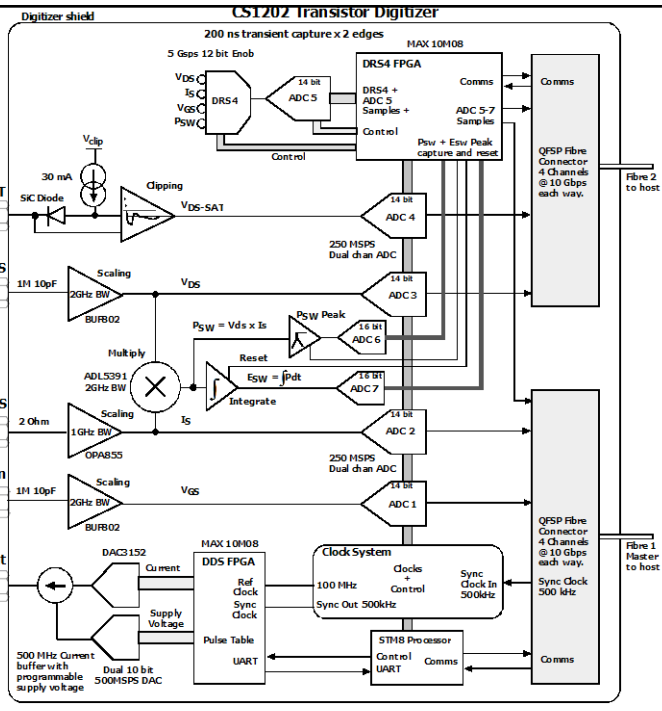 CS1202 Transistor Digitizer
Digitizer shield
200 ns transient capture x 2 edges
MAX 10M08
5 Gsps 12 bit Enob
DRS4 FPGA
VDS
IS
VGS
PSW
DRS4
14 bit
ADC 5
DRS4 +
ADC 5
Samples +
Control
Comms
ADC 5-7
Samples
Psw + Esw Peak
capture and reset
Control
Comms
QFSP Fibre
Connector
4 Channels
@ 10 Gbps
each way.
Fibre 2
to host
Vclip
30 mA
SiC Diode
Clipping
VDS-SAT
14 bit
ADC 4
250 MSPS
Dual chan ADC
T
S
1M 10pF
Scaling
2GHz BW
BUF802
VDS
14 bit
ADC 3
PSW Peak
PSW = Vds x Is
16 bit
ADC 6
Multiply
ADL5391
2GHz BW
Reset
ESW = ∫Pdt
∫
Integrate
16 bit
ADC 7
S
2 Ohm
Scaling
1GHz BW
OPA855
IS
14 bit
ADC 2
250 MSPS
Dual chan ADC
n
1M 10pF
Scaling
2GHz BW
BUF802
VGS
14 bit
ADC 1
QFSP Fibre
Connector
4 Channels
@ 10 Gbps
each way.
Sync Clock
500 kHz
Comms
Fibre 1
Master
to host
t
DAC3152
Current
Supply
Voltage
Dual 10 bit
500MSPS DAC
500 MHz Current
buffer with
programmable
supply voltage
MAX 10M08
DDS FPGA
Ref
Clock
Sync
Clock
Pulse Table
UART
Clock System
100 MHz
Clocks
+
Control
Sync
Clock In
500kHz
Sync Out 500kHz
STM8 Processor
Control
UART
Comms